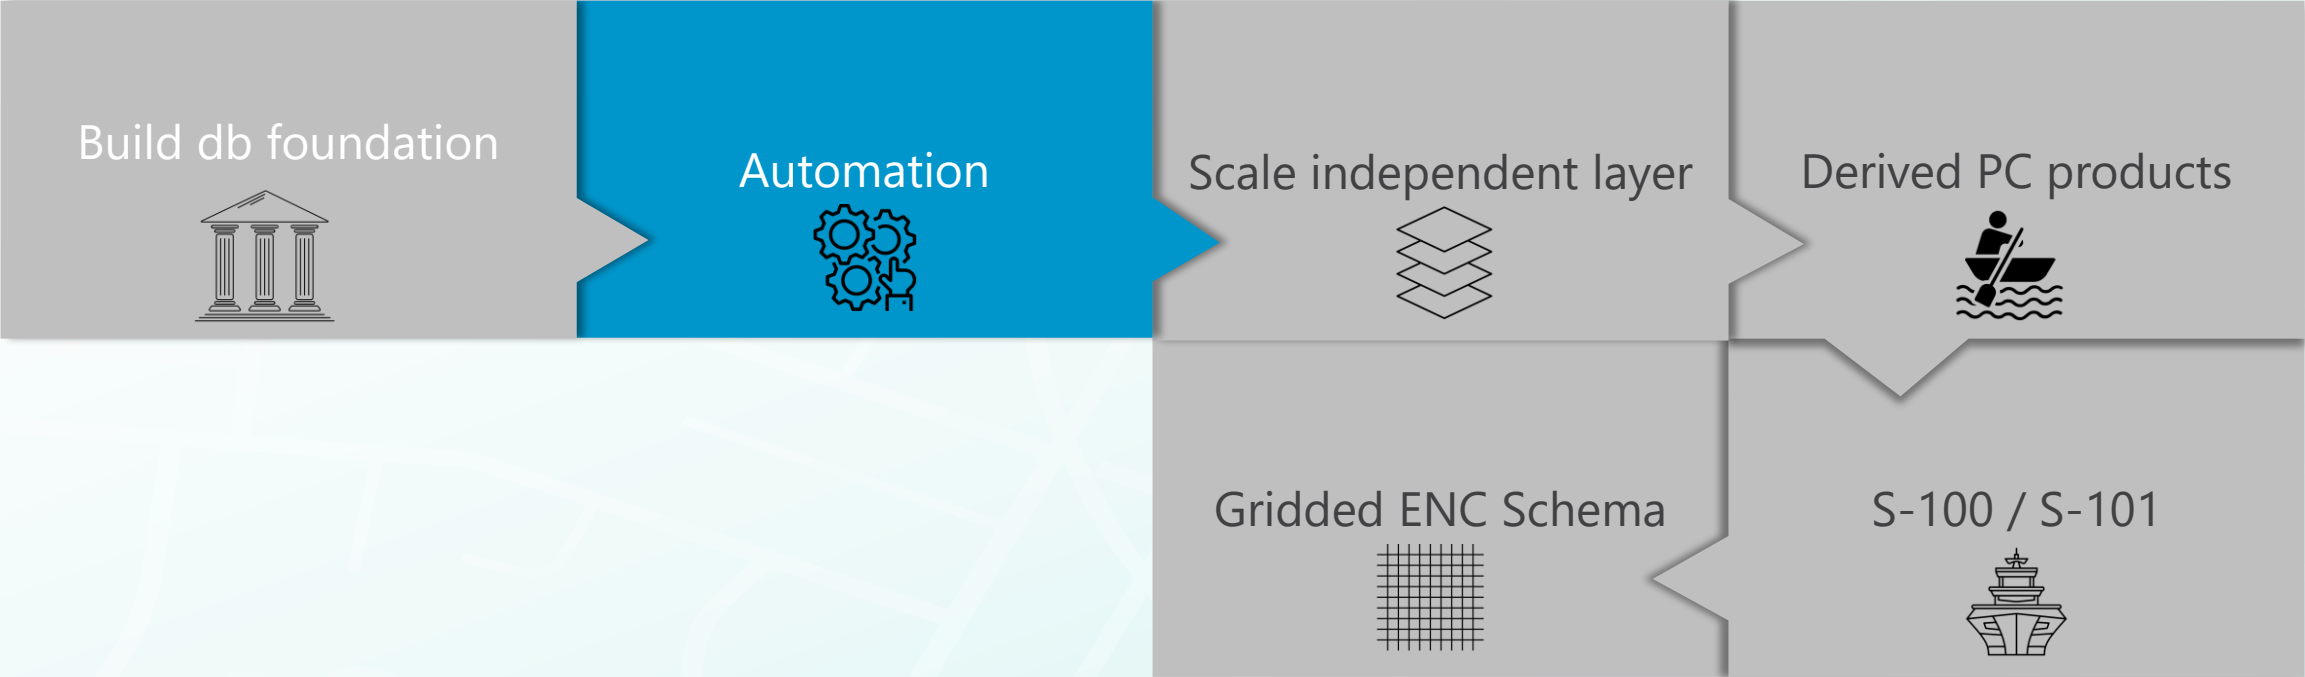 Build db foundation
Automation
Scale independent layer
Derived PC products
Gridded ENC Schema
S-100 / S-101